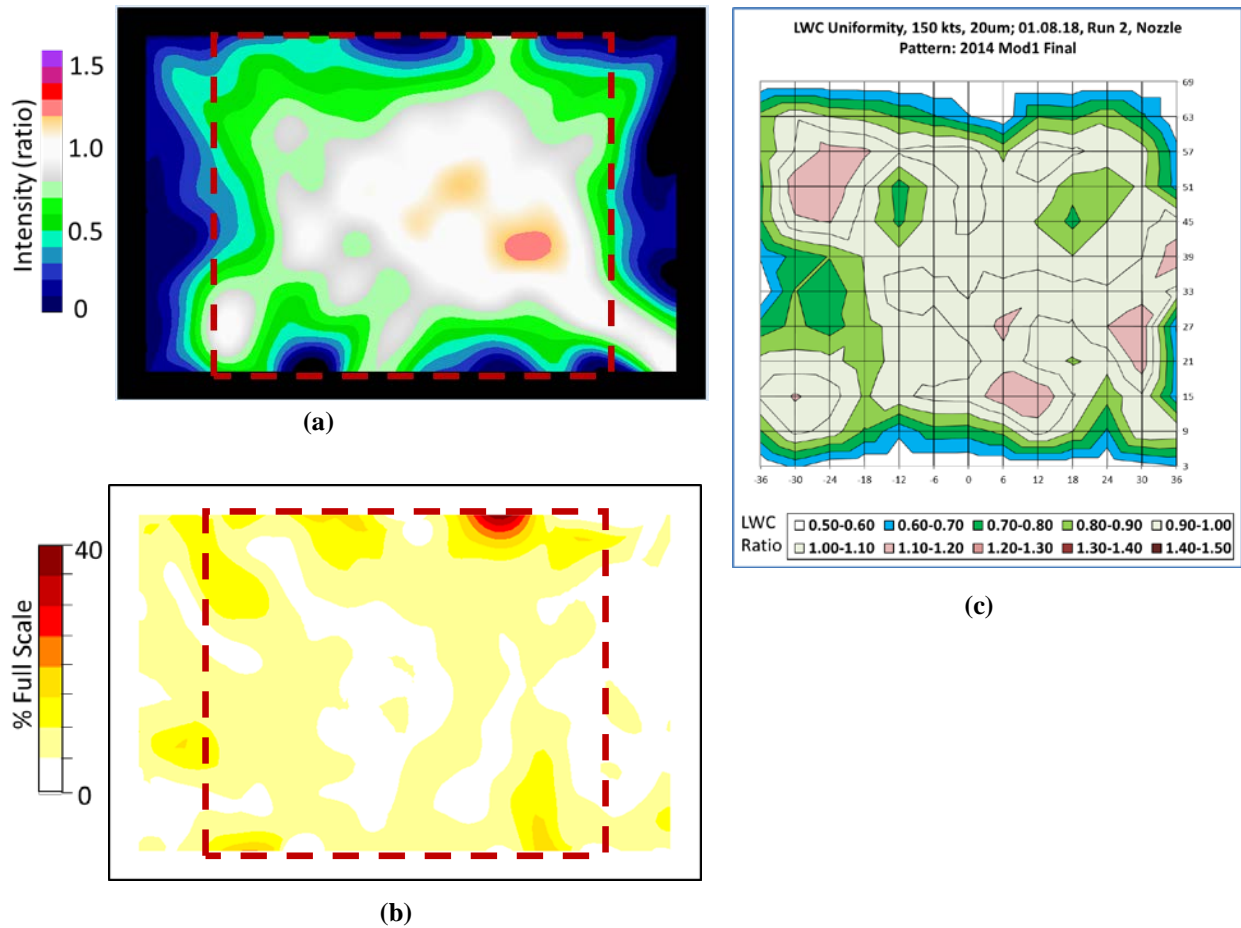 Intensity (ratio)
1.5
1.0
0.5
0
(a)
% Full Scale
40
0
(b)
LWC Uniformity, 150 kts, 20um; 01.08.18, Run 2, Nozzle
Pattern: 2014 Mod1 Final
69
63
57
51
45
39
33
27
21
15
9
3
-36 -30 -24 -18 -12 -6 0 6 12 18 24 30 36
LWC 0.50-0.60 0.60-0.70 0.70-0.80 0.80-0.90 0.90-1.00
Ratio 1.00-1.10 1.10-1.20 1.20-1.30 1.30-1.40 1.40-1.50
(c)